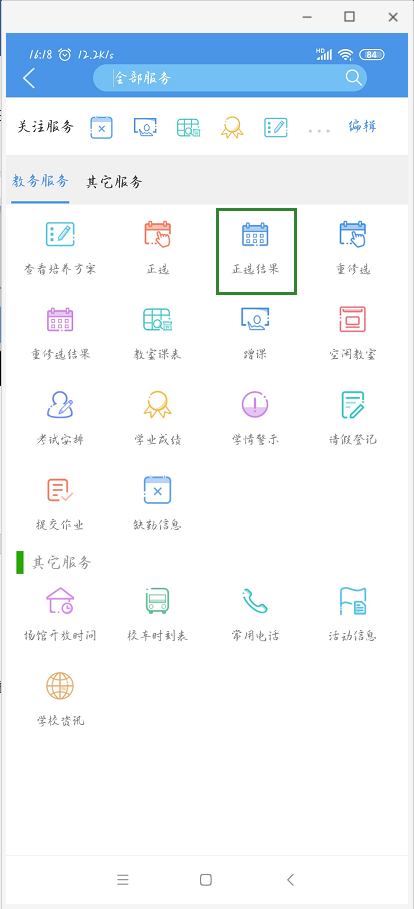 16:18 12.2K/s HD 84
全部服务
关注服务 ... 编辑
教务服务 其它服务
查看培养方案 正选 正选结果 重修选
重修选结果 教室课表 增课 空闲教室
考试安排 学业成绩 学情警示 请假登记
提交作业 缺勤信息
其它服务
场馆开放时间 校车时刻表 常用电话 活动信息
学校资讯